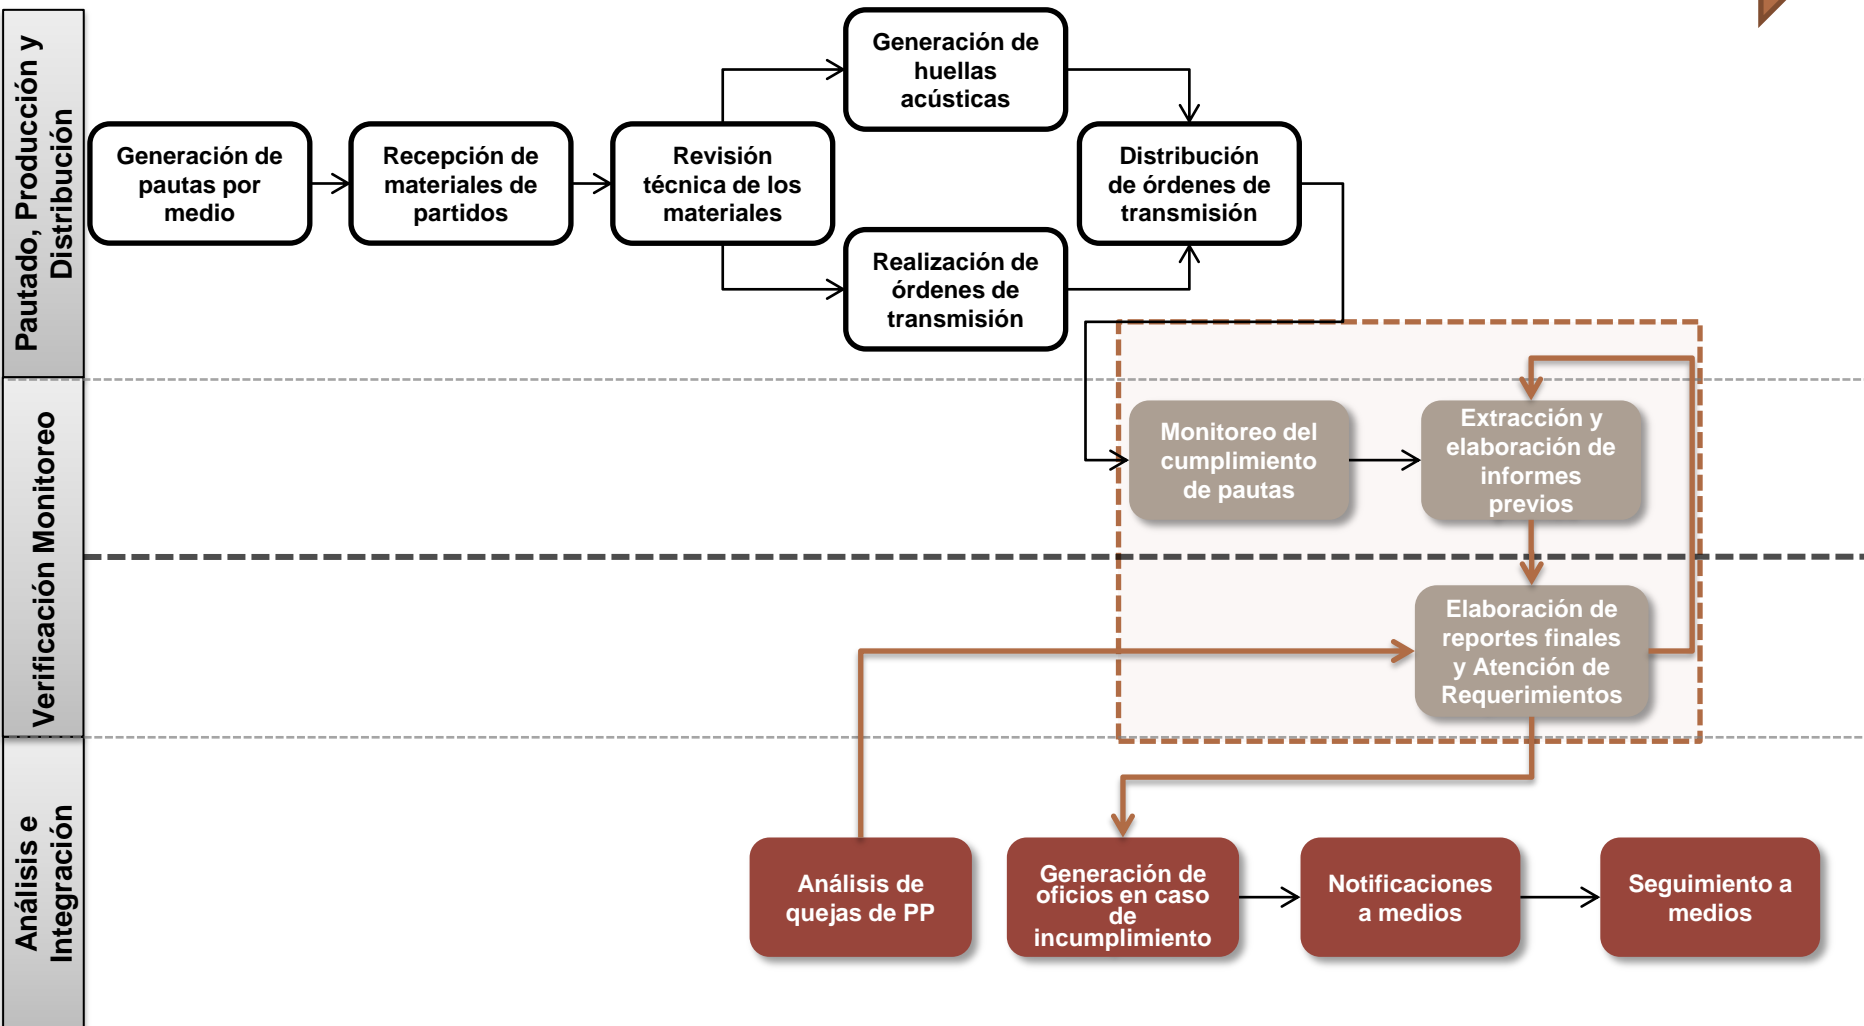 Pautado, Producción y
Distribución
Generación de
pautas por
medio
Recepción de
materiales de
partidos
Revisión
técnica de los
materiales
Generación de
huellas
acústicas
Realización de
órdenes de
transmisión
Distribución
de órdenes de
transmisión
Verificación Monitoreo
Monitoreo del
cumplimiento
de pautas
Extracción y
elaboración de
informes
previos
Elaboración de
reportes finales
y Atención de
Requerimientos
Análisis e
Integración
Análisis de
quejas de PP
Generación de
oficios en caso
de
incumplimiento
Notificaciones
a medios
Seguimiento a
medios